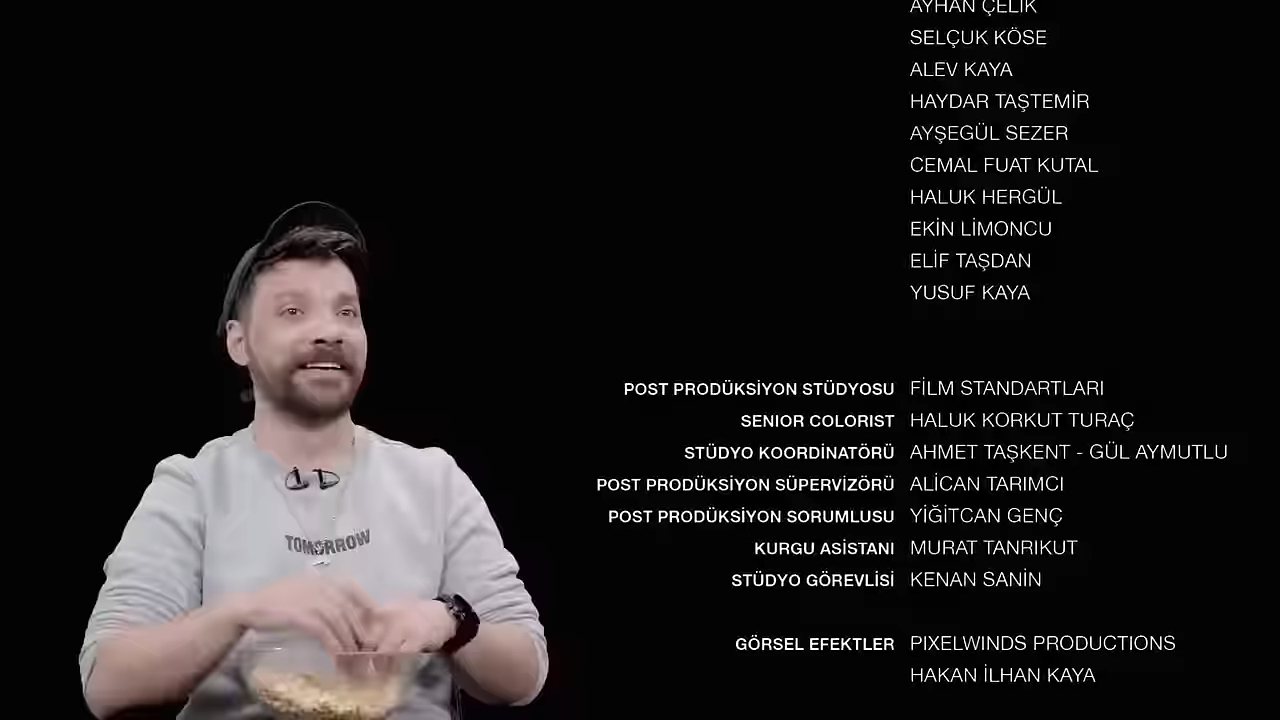 AYHAN ÇELİK
SELÇUK KÖSE
ALEV KAYA
HAYDAR TAŞTEMİR
AYŞEGÜL SEZER
CEMAL FUAT KUTAL
HALUK HERGÜL
EKİN LİMONCU
ELİF TAŞDAN
YUSUF KAYA
POST PRODÜKSİYON STÜDYOSU FİLM STANDARTLARI
SENIOR COLORIST HALUK KORKUT TURAÇ
STÜDYO KOORDİNATÖRÜ AHMET TAŞKENT - GÜL AYMUTLU
POST PRODÜKSİYON SÜPERVİZÖRÜ ALİCAN TARIMCI
POST PRODÜKSİYON SORUMLUSU YİĞİTCAN GENÇ
KURGU ASİSTANI MURAT TANRIKUT
STÜDYO GÖREVLİSİ KENAN SANİN
GÖRSEL EFEKTLER PIXELWINDS PRODUCTIONS
HAKAN İLHAN KAYA
TOMORROW